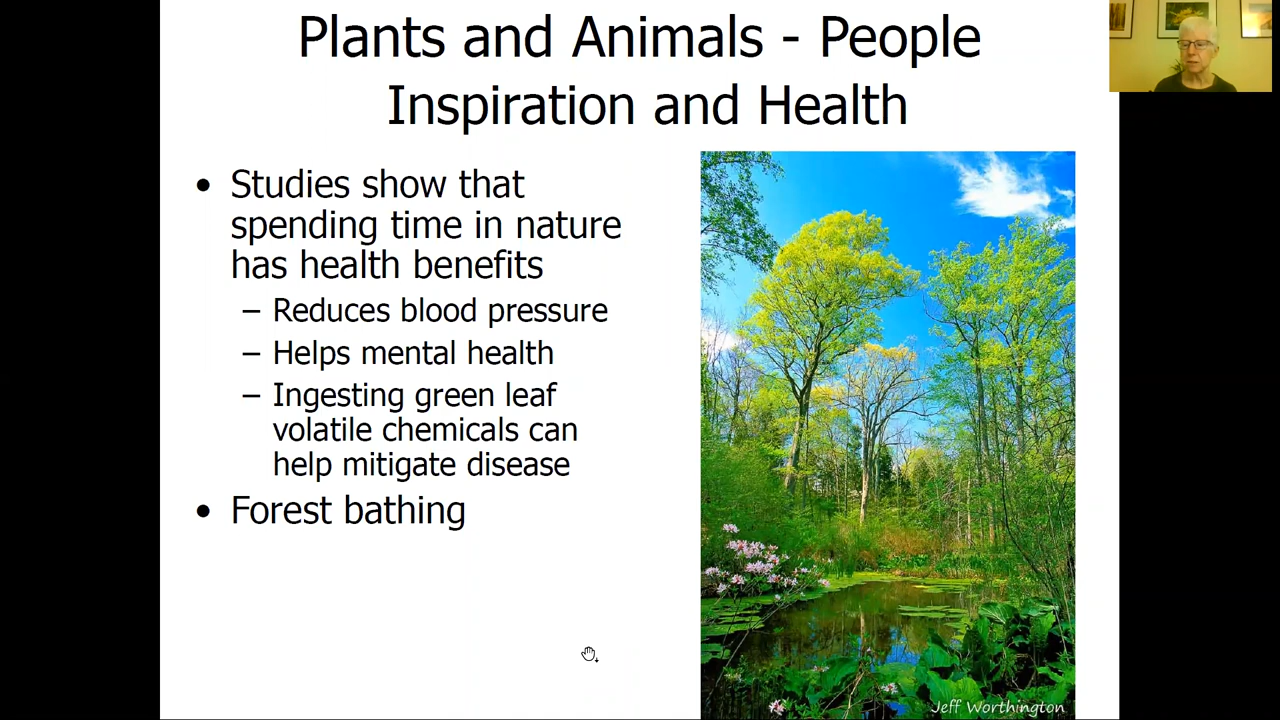 Plants and Animals - People
Inspiration and Health
• Studies show that
spending time in nature
has health benefits
– Reduces blood pressure
– Helps mental health
– Ingesting green leaf
volatile chemicals can
help mitigate disease
• Forest bathing
Jeff Worthington